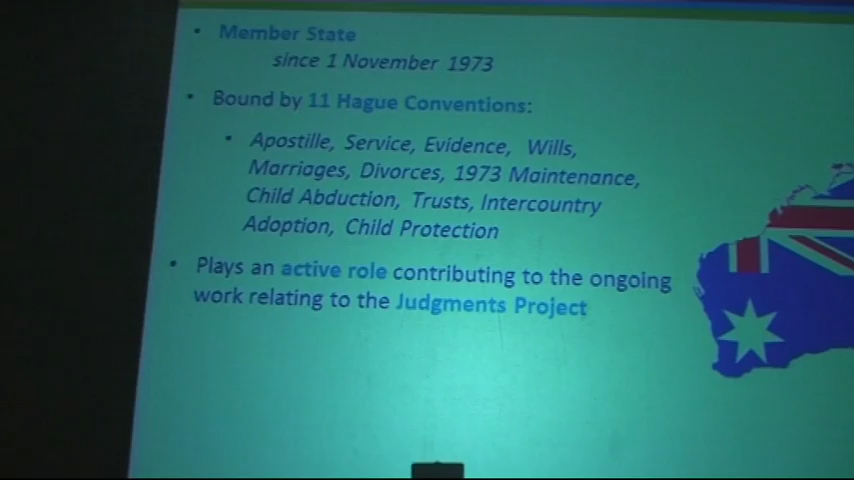 • Member State
since 1 November 1973
• Bound by 11 Hague Conventions:
• Apostille, Service, Evidence, Wills,
Marriages, Divorces, 1973 Maintenance,
Child Abduction, Trusts, Intercountry
Adoption, Child Protection
• Plays an active role contributing to the ongoing
work relating to the Judgments Project